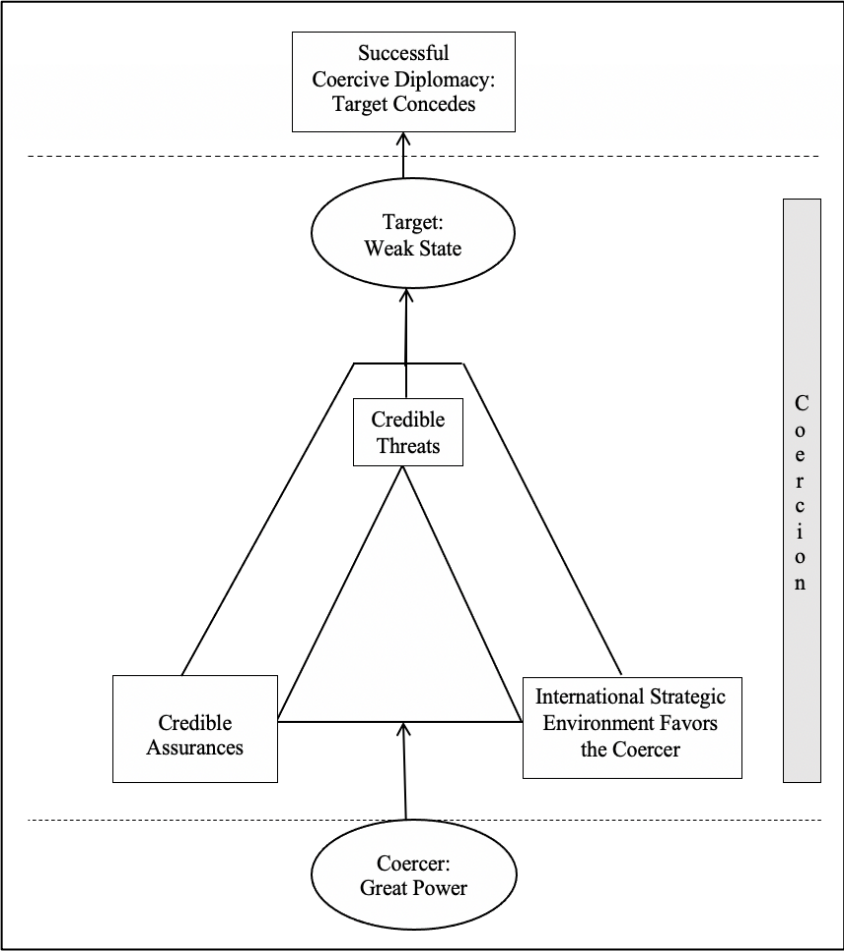 Successful
Coercive Diplomacy:
Target Concedes
Target:
Weak State
Credible
Threats
Credible
Assurances
International Strategic
Environment Favors
the Coercer
Coercer:
Great Power
C
o
e
r
c
i
o
n